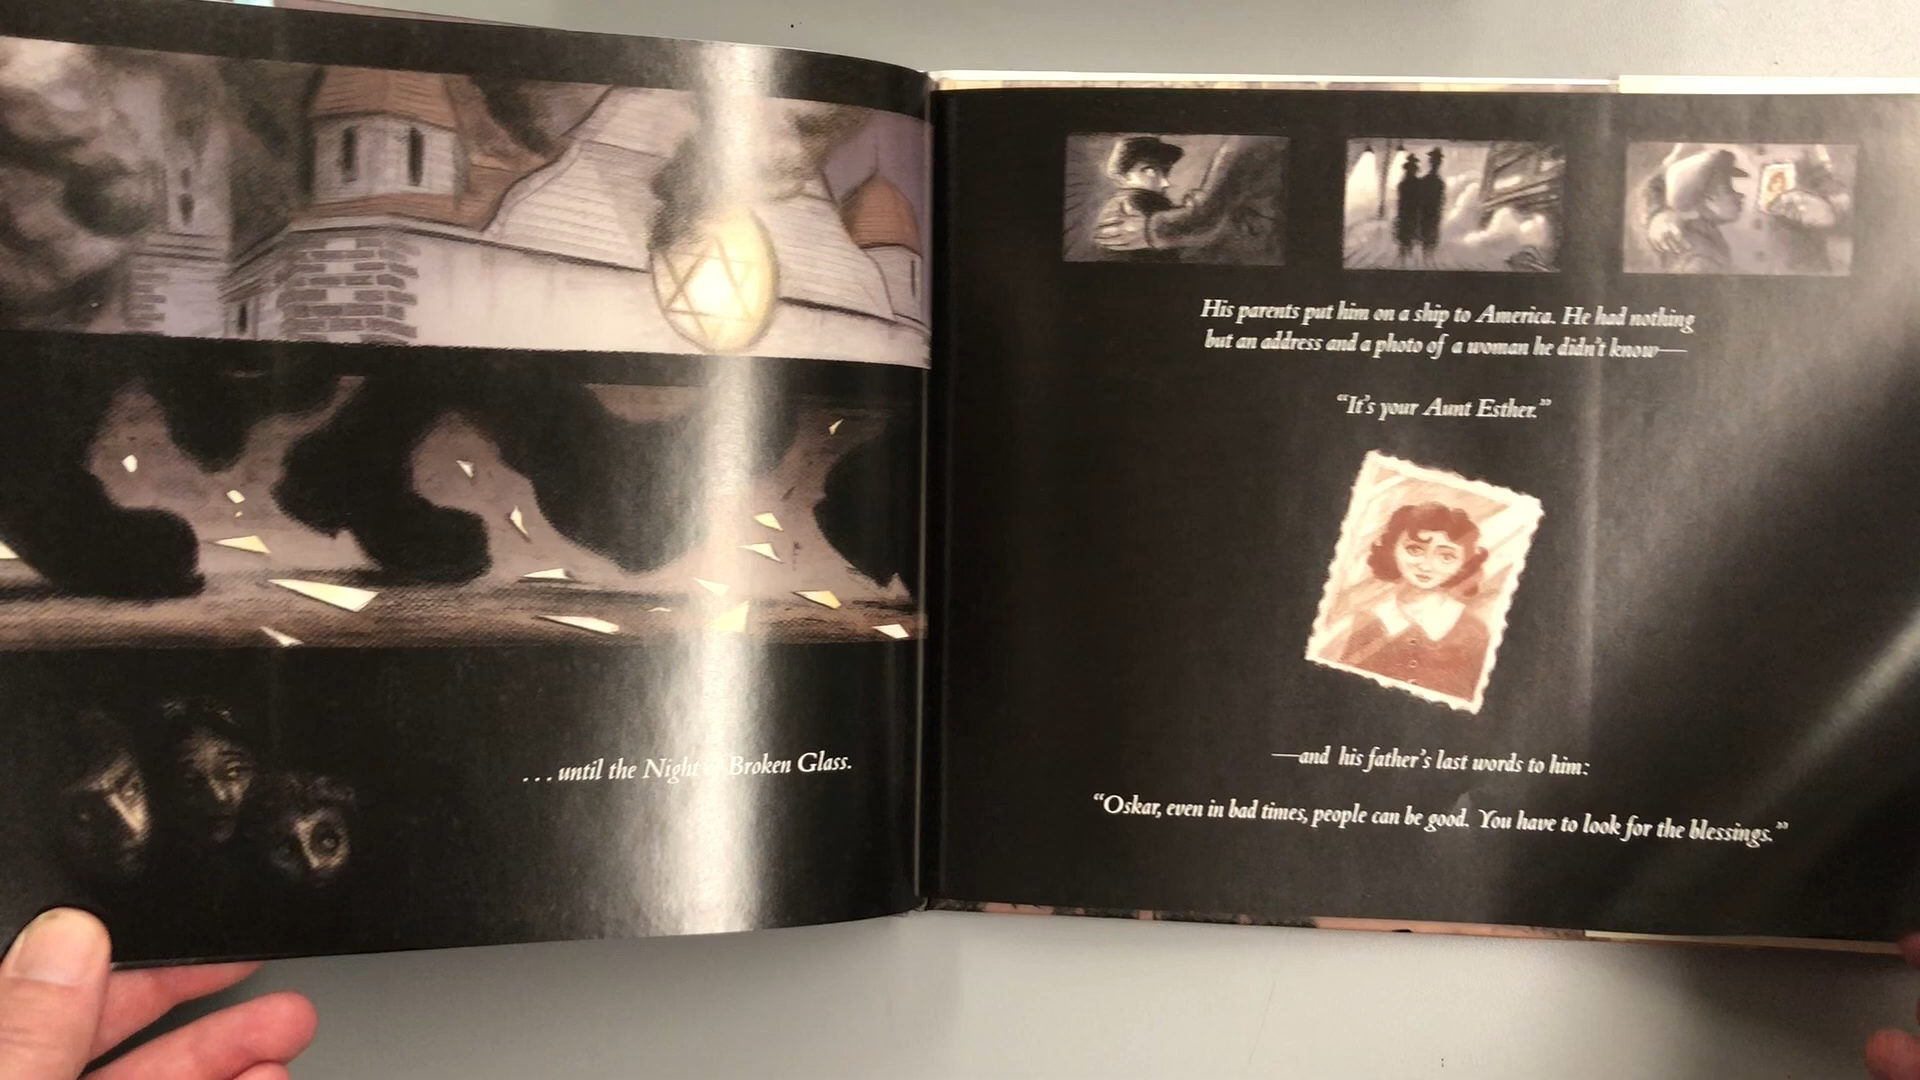 ...until the Night Broken Glass.
His parents put him on a ship to America. He had nothing
but an address and a photo of a woman he didn't know—
“It's your Aunt Esther.”
—and his father's last words to him:
“Oskar, even in bad times, people can be good. You have to look for the blessings.”